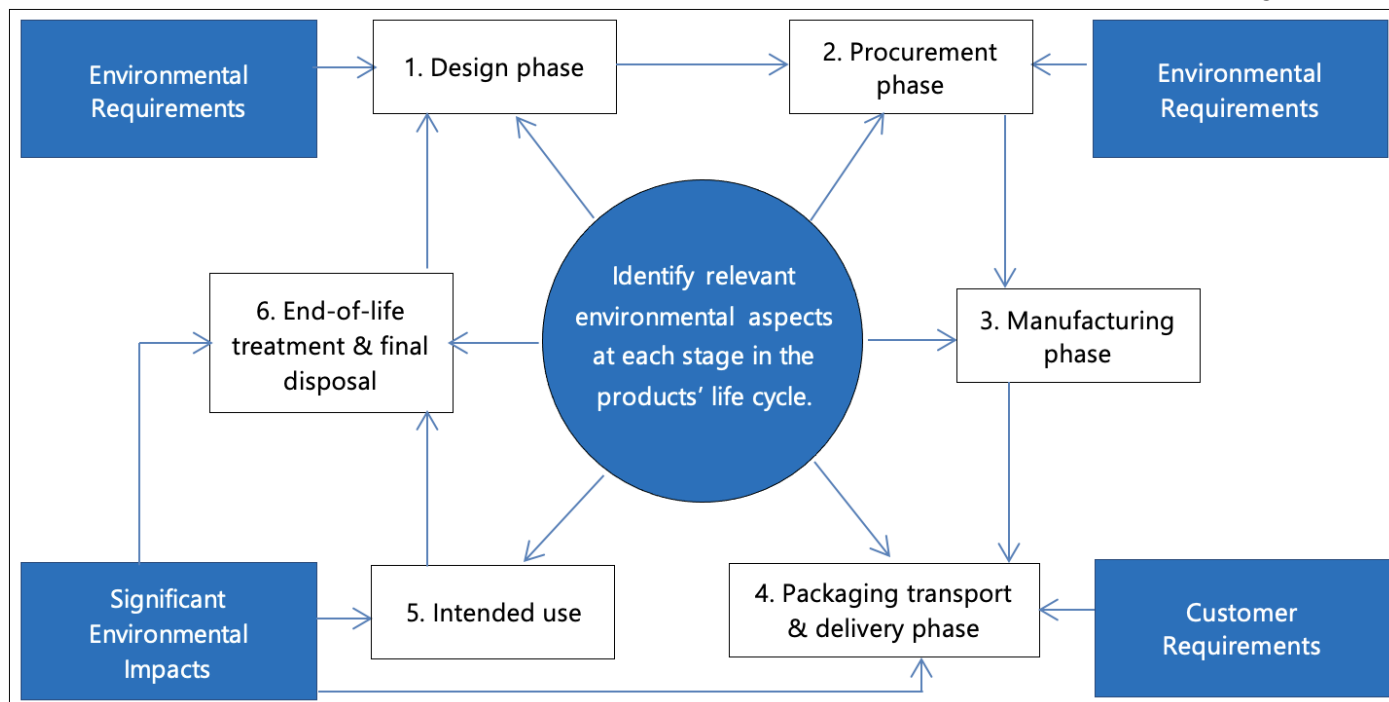 Environmental
Requirements
1. Design phase
2. Procurement
phase
Environmental
Requirements
Identify relevant
environmental aspects
at each stage in the
products’ life cycle.
6. End-of-life
treatment & final
disposal
3. Manufacturing
phase
Significant
Environmental
Impacts
5. Intended use
4. Packaging transport
& delivery phase
Customer
Requirements